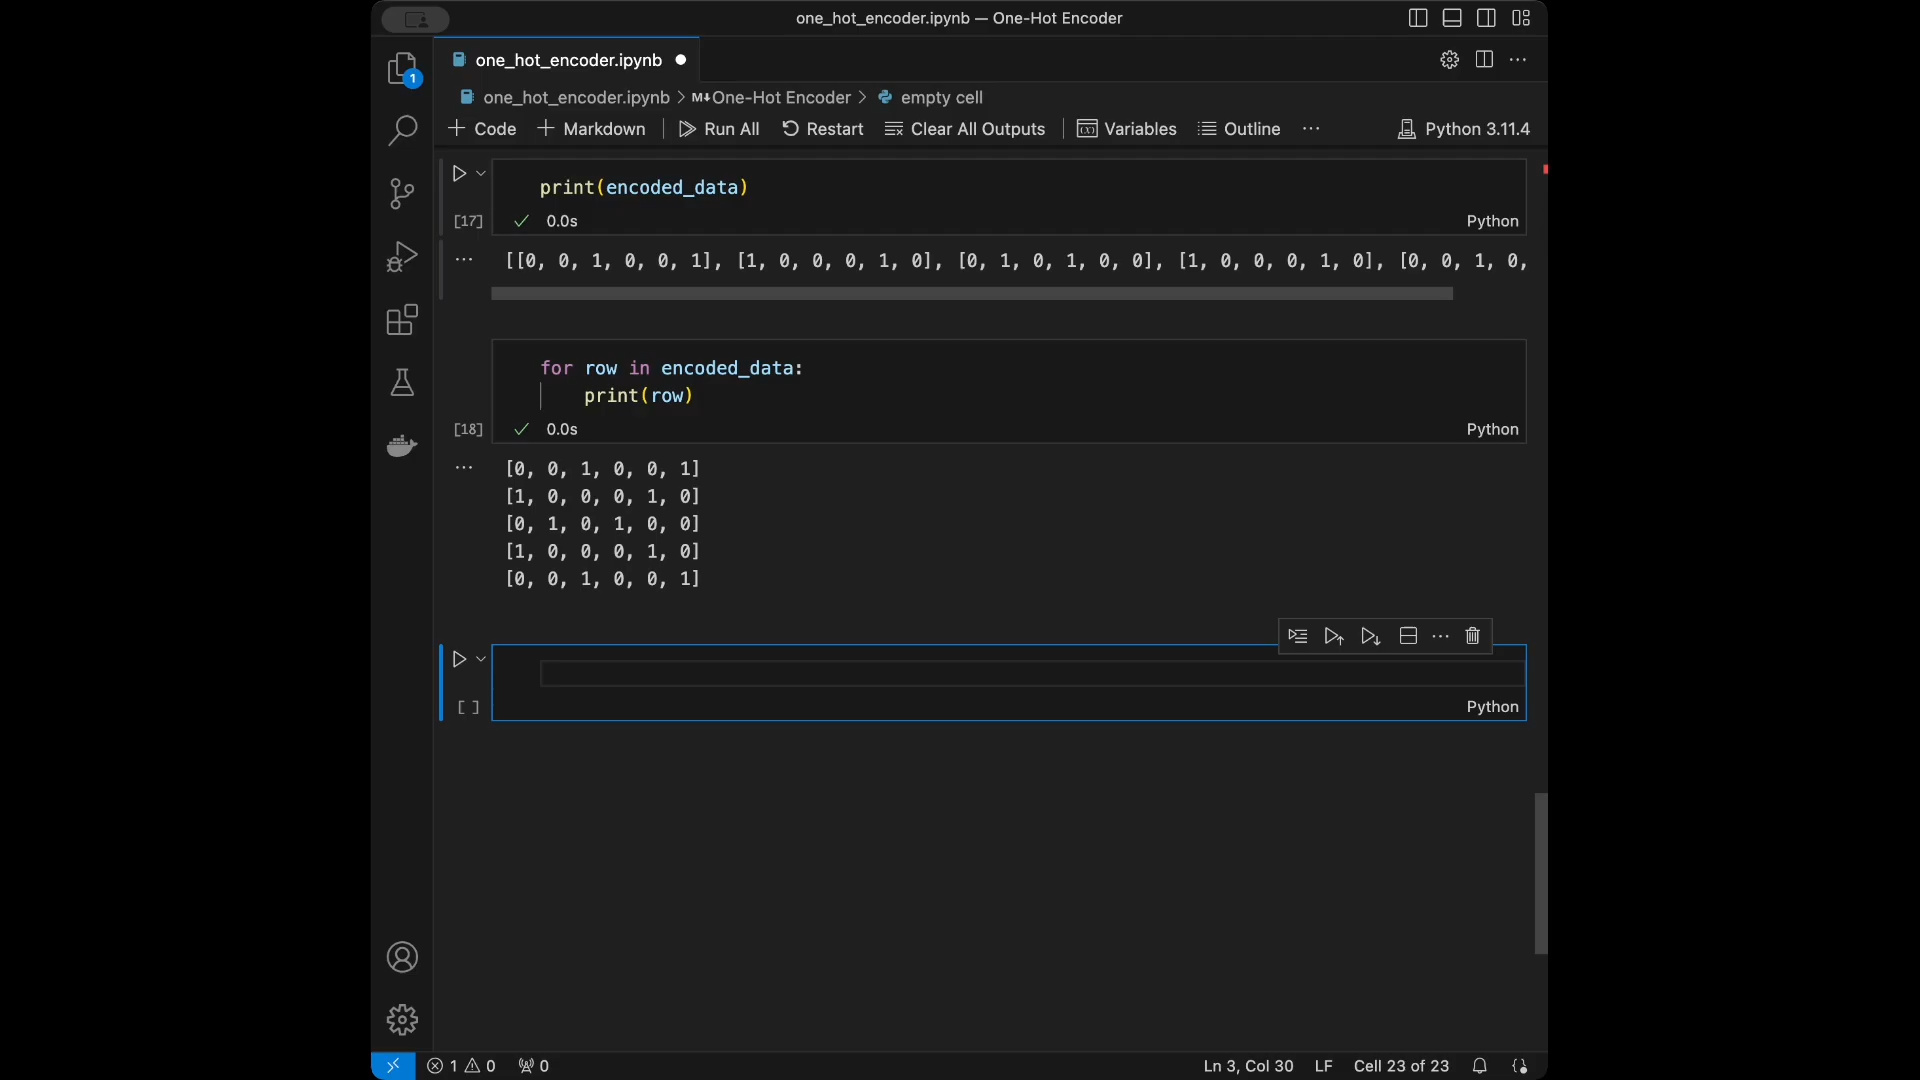 one_hot_encoder.ipynb — One-Hot Encoder
1
one_hot_encoder.ipynb
one_hot_encoder.ipynb > M↓One-Hot Encoder > empty cell
Code Markdown Run All Restart Clear All Outputs Variables Outline ... Python 3.11.4
print(encoded_data)
[17] ✓ 0.0s Python
... [[0, 0, 1, 0, 0, 1], [1, 0, 0, 0, 1, 0], [0, 1, 0, 1, 0, 0], [1, 0, 0, 0, 1, 0], [0, 0, 1, 0,
for row in encoded_data:
print(row)
[18] ✓ 0.0s Python
... [0, 0, 1, 0, 0, 1]
[1, 0, 0, 0, 1, 0]
[0, 1, 0, 1, 0, 0]
[1, 0, 0, 0, 1, 0]
[0, 0, 1, 0, 0, 1]
[ ] Python
1 0 0 Ln 3, Col 30 LF Cell 23 of 23